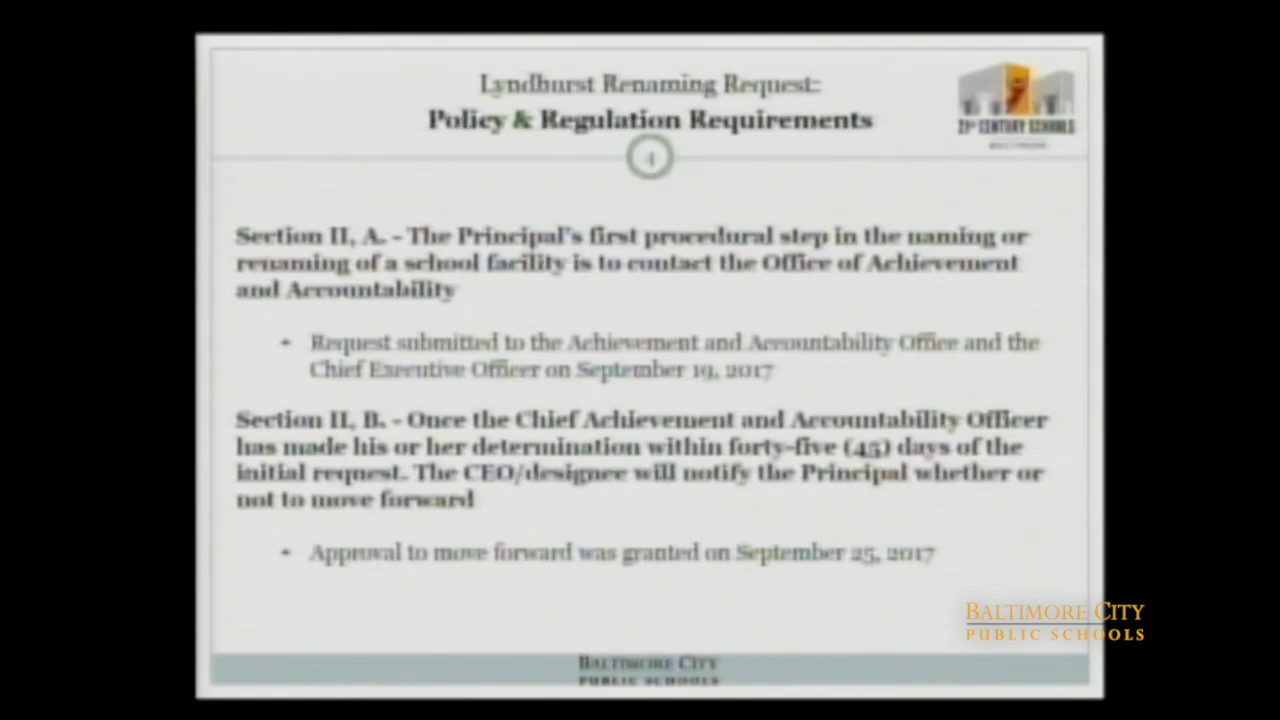 Lyndhurst Renaming Request:
Policy & Regulation Requirements
21st CENTURY SCHOOLS
4
Section II, A. - The Principal's first procedural step in the naming or
renaming of a school facility is to contact the Office of Achievement
and Accountability
• Request submitted to the Achievement and Accountability Office and the
Chief Executive Officer on September 19, 2017
Section II, B. - Once the Chief Achievement and Accountability Officer
has made his or her determination within forty-five (45) days of the
initial request. The CEO/designee will notify the Principal whether or
not to move forward
• Approval to move forward was granted on September 25, 2017
BALTIMORE CITY
PUBLIC SCHOOLS
BALTIMORE CITY
PUBLIC SCHOOLS